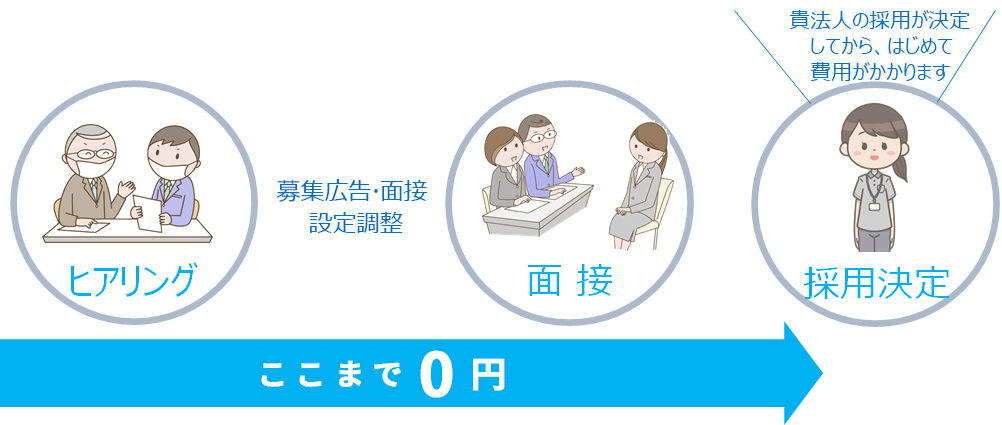 貴法人の採用が決定
してから、はじめて
費用がかかります
募集広告・面接
設定調整
ヒアリング
面 接
採用決定
ここまで 0 円